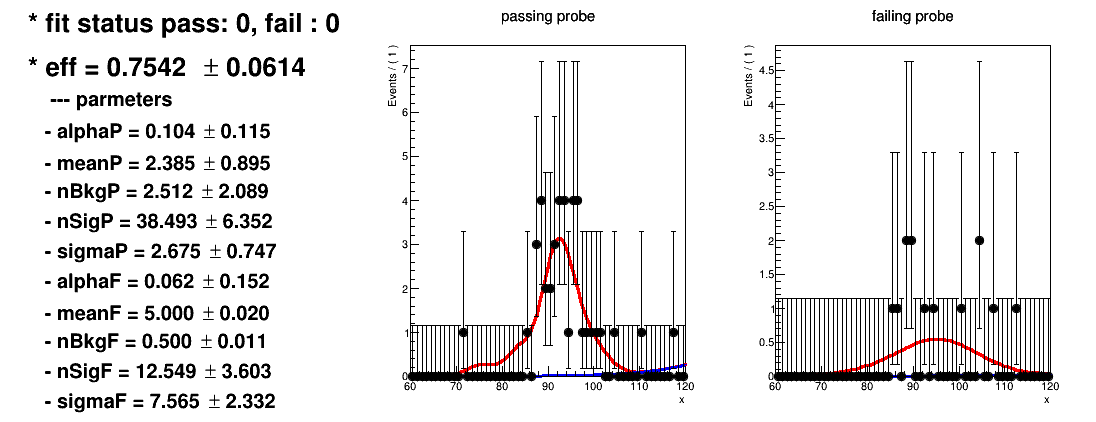 * fit status pass: 0, fail : 0
* eff = 0.7542 ± 0.0614
--- parmeters
- alphaP = 0.104 ± 0.115
- meanP = 2.385 ± 0.895
- nBkgP = 2.512 ± 2.089
- nSigP = 38.493 ± 6.352
- sigmaP = 2.675 ± 0.747
- alphaF = 0.062 ± 0.152
- meanF = 5.000 ± 0.020
- nBkgF = 0.500 ± 0.011
- nSigF = 12.549 ± 3.603
- sigmaF = 7.565 ± 2.332
passing probe
Events / ( 1 )
7
6
5
4
3
2
1
0
60 70 80 90 100 110 120
x
failing probe
Events / ( 1 )
4.5
4
3.5
3
2.5
2
1.5
1
0.5
0
60 70 80 90 100 110 120
x